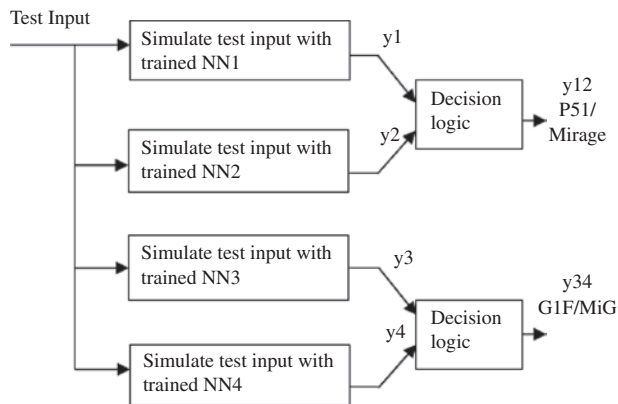 Test Input
Simulate test input with
trained NN1
y1
Decision
logic
y12
P51/
Mirage
y2
Simulate test input with
trained NN2
Simulate test input with
trained NN3
y3
Decision
logic
y34
G1F/MiG
y4
Simulate test input with
trained NN4